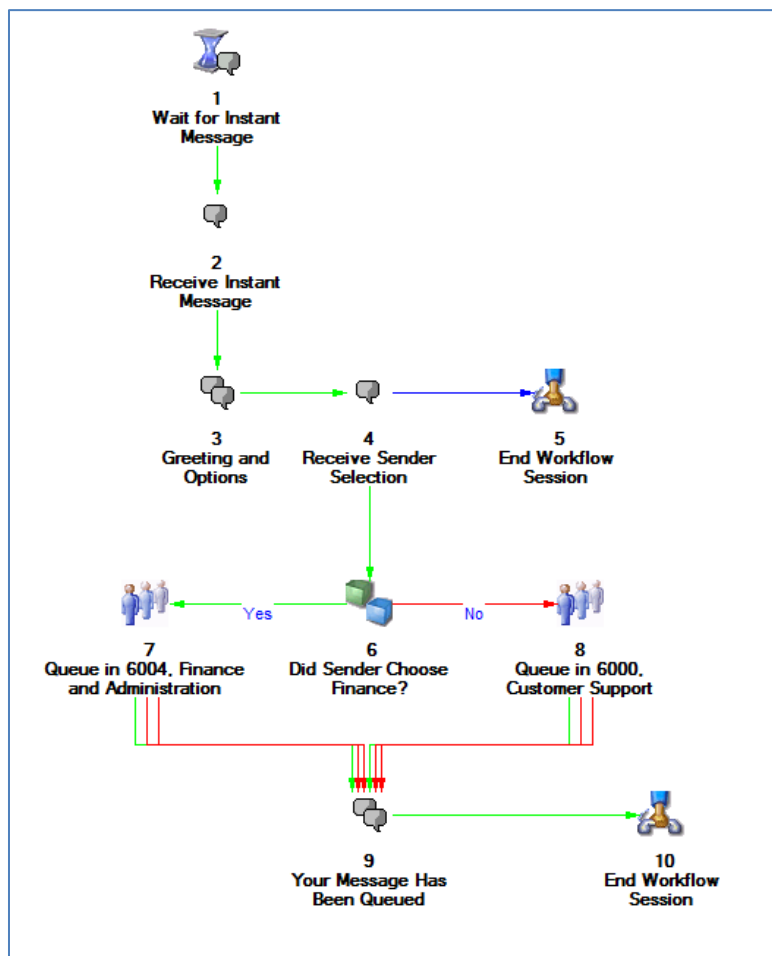 1
Wait for Instant
Message
2
Receive Instant
Message
3
Greeting and
Options
4
Receive Sender
Selection
5
End Workflow
Session
Yes
No
7
Queue in 6004, Finance
and Administration
6
Did Sender Choose
Finance?
8
Queue in 6000,
Customer Support
9
Your Message Has
Been Queued
10
End Workflow
Session